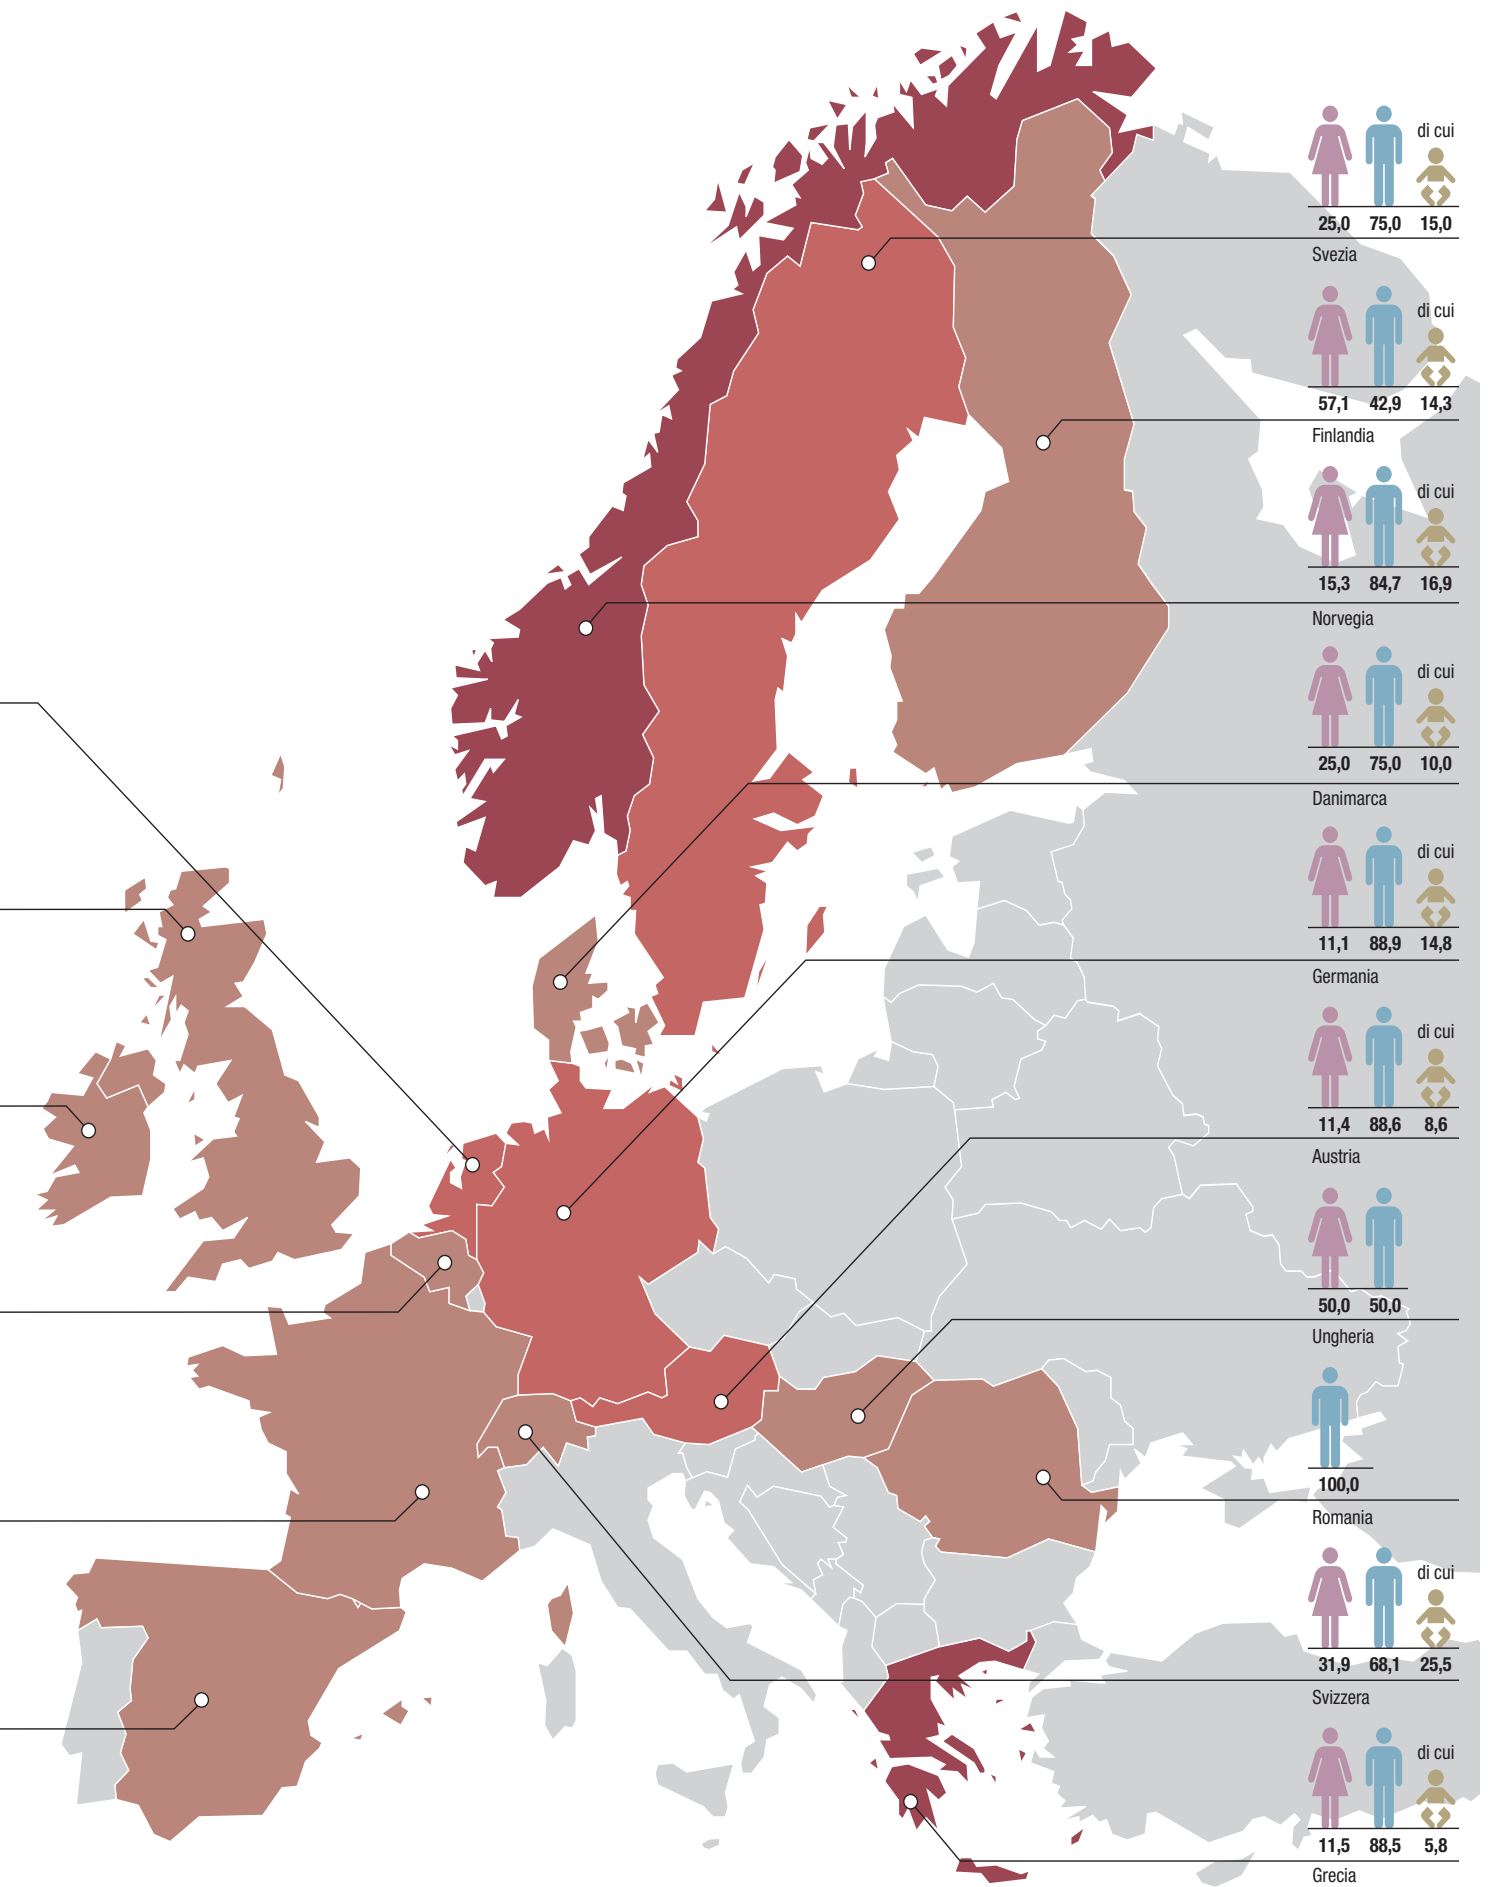 di cui
25,0 75,0 15,0
Svezia
di cui
57,1 42,9 14,3
Finlandia
di cui
15,3 84,7 16,9
Norvegia
di cui
25,0 75,0 10,0
Danimarca
di cui
11,1 88,9 14,8
Germania
di cui
11,4 88,6 8,6
Austria
50,0 50,0
Ungheria
100,0
Romania
di cui
31,9 68,1 25,5
Svizzera
di cui
11,5 88,5 5,8
Grecia